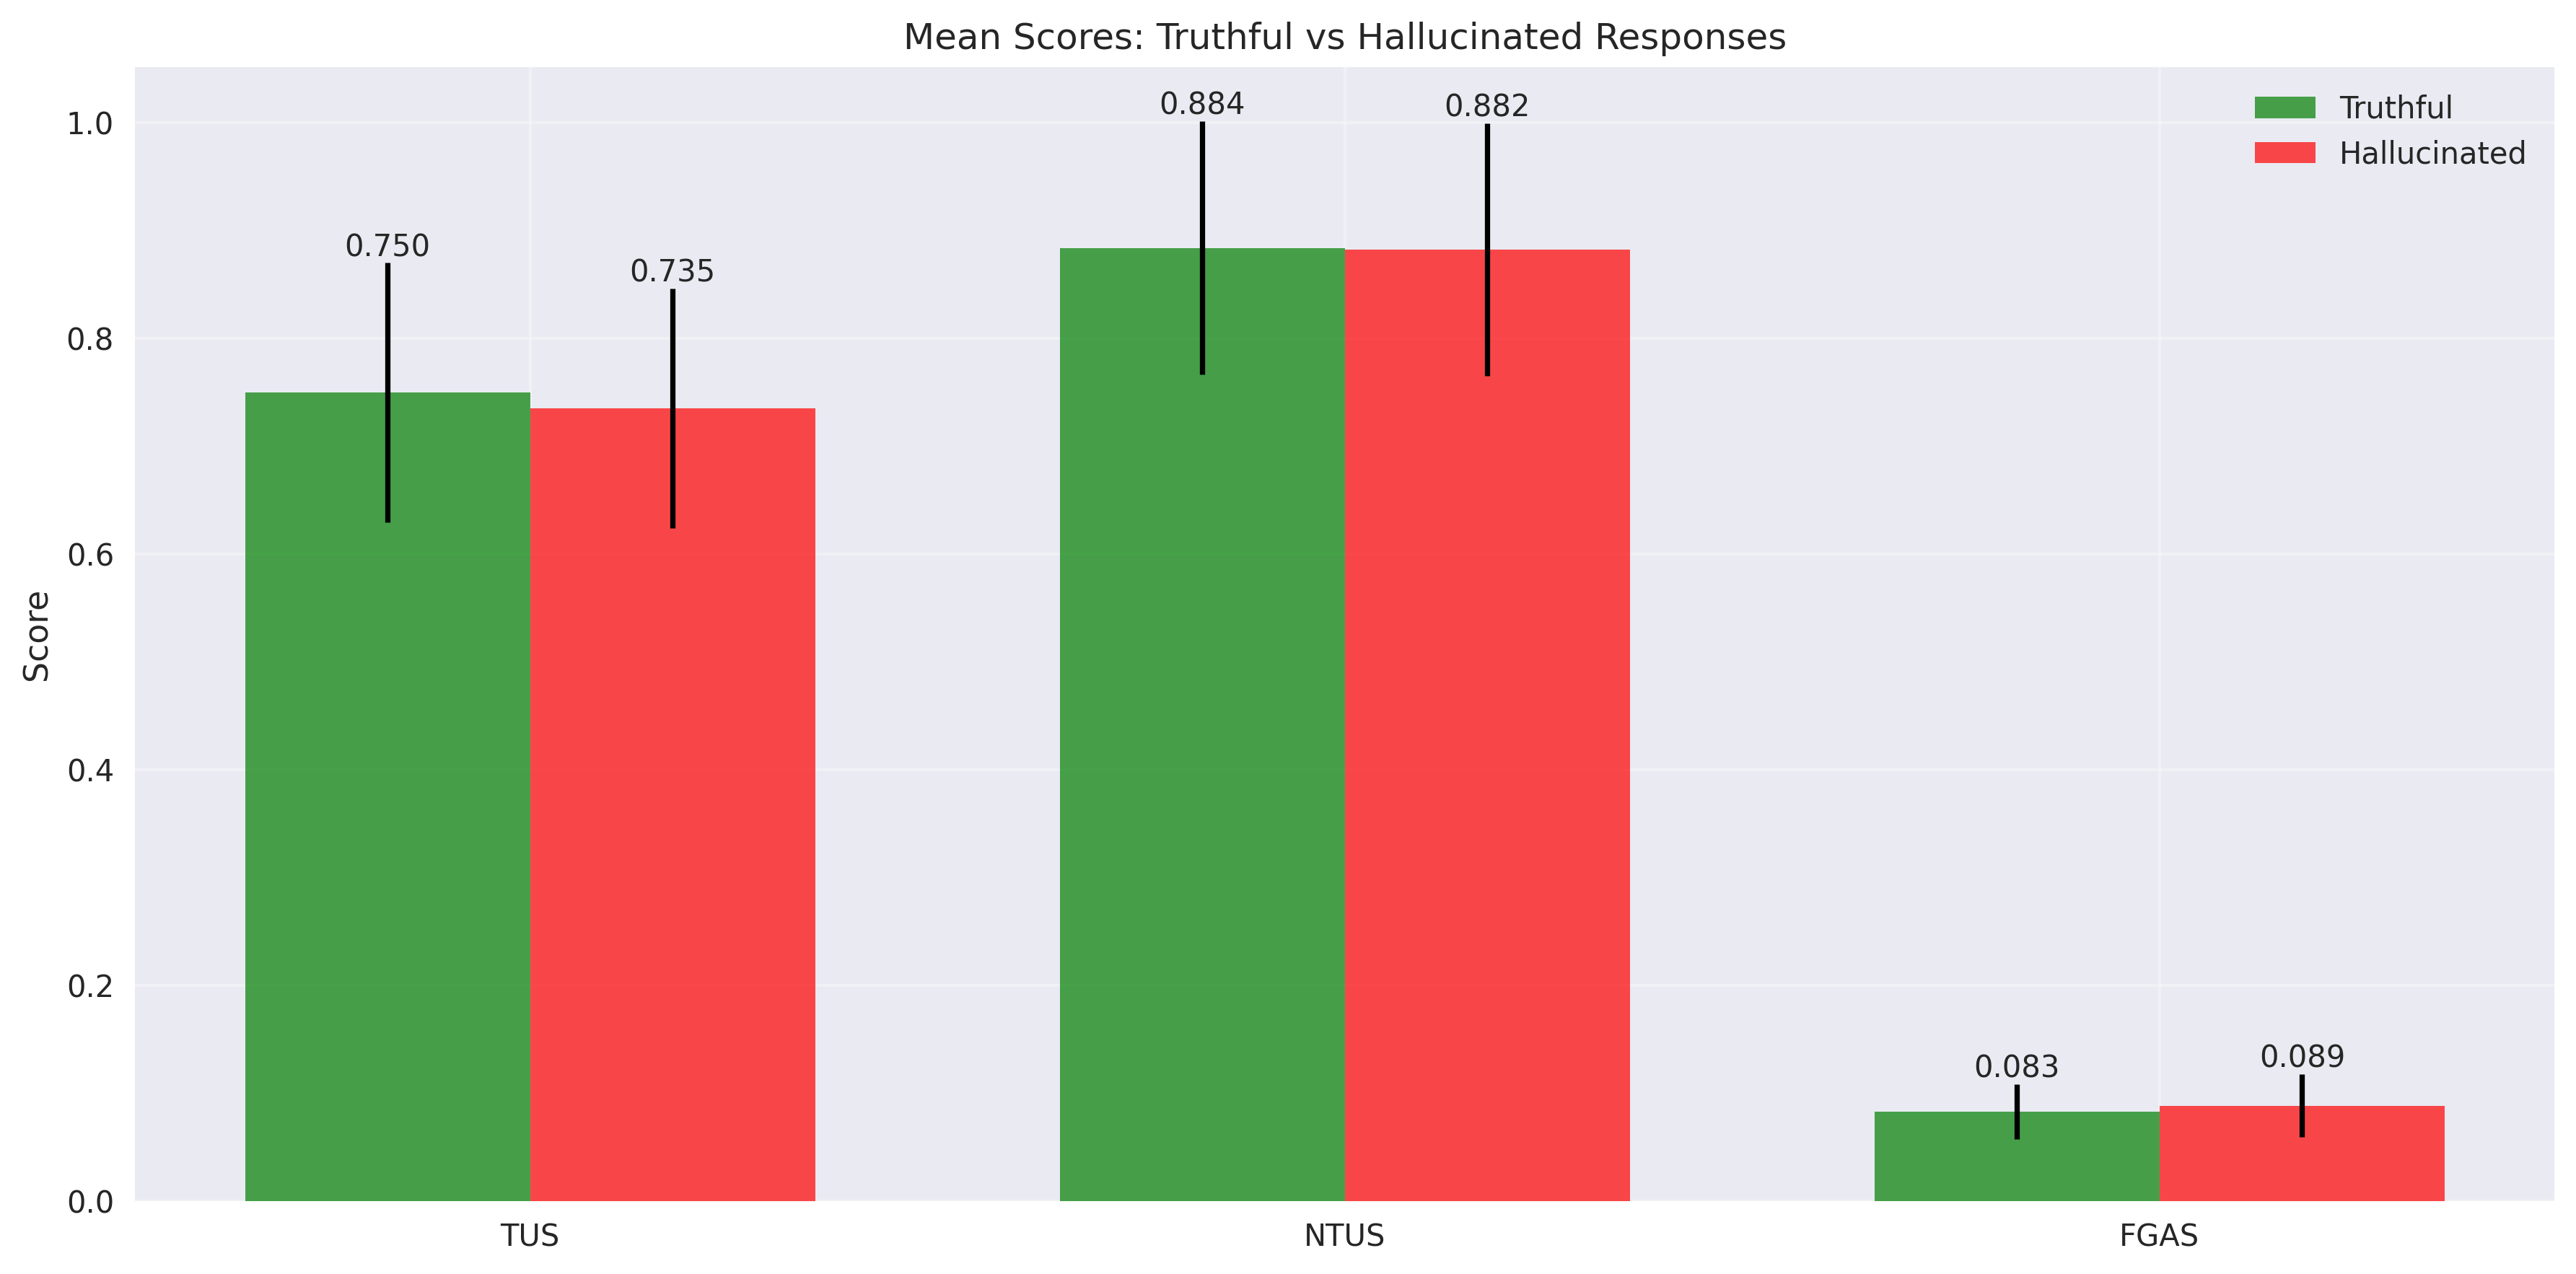 Mean Scores: Truthful vs Hallucinated Responses
Truthful
Hallucinated
Score
1.0
0.8
0.6
0.4
0.2
0.0
0.750
0.735
0.884
0.882
0.083
0.089
TUS
NTUS
FGAS